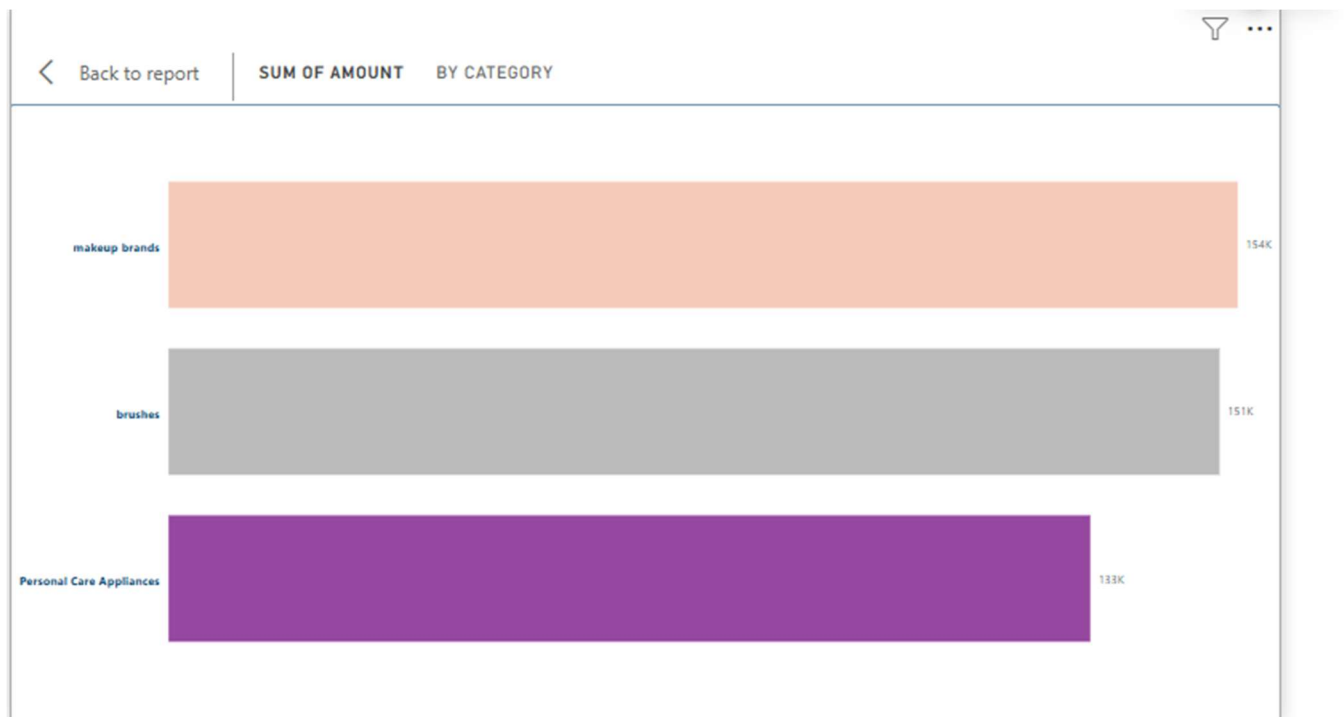 Back to report SUM OF AMOUNT BY CATEGORY
makeup brands 154K
brushes 151K
Personal Care Appliances 133K